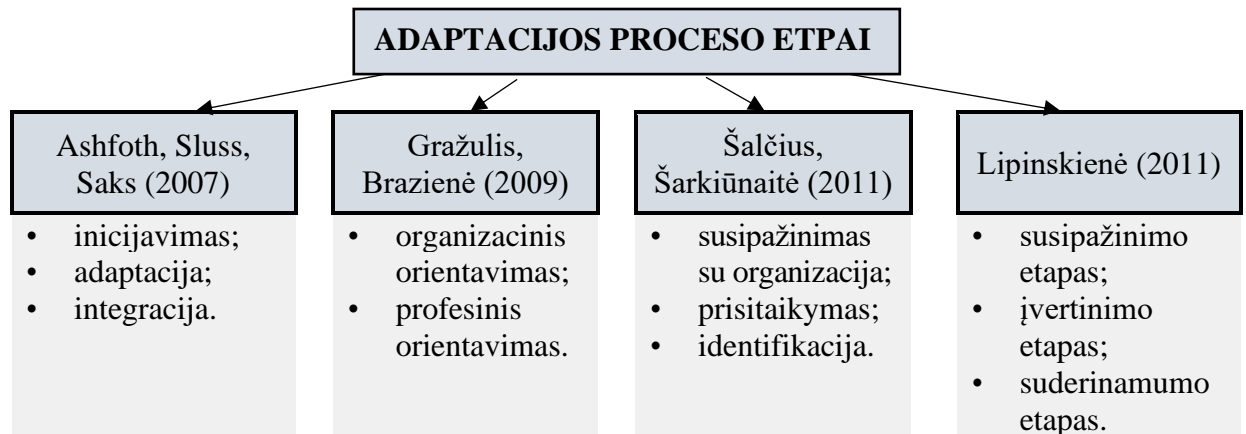 ADAPTACIJOS PROCESO ETPAI
Ashfoth, Sluss,
Saks (2007)
• inicijavimas;
• adaptacija;
• integracija.
Gražulis,
Brazienė (2009)
• organizacinis
orientavimas;
• profesinis
orientavimas.
Šalčius,
Šarkiūnaitė (2011)
• susipažinimas
su organizacija;
• prisitaikymas;
• identifikacija.
Lipinskienė (2011)
• susipažinimo
etapas;
• įvertinimo
etapas;
• suderinamumo
etapas.